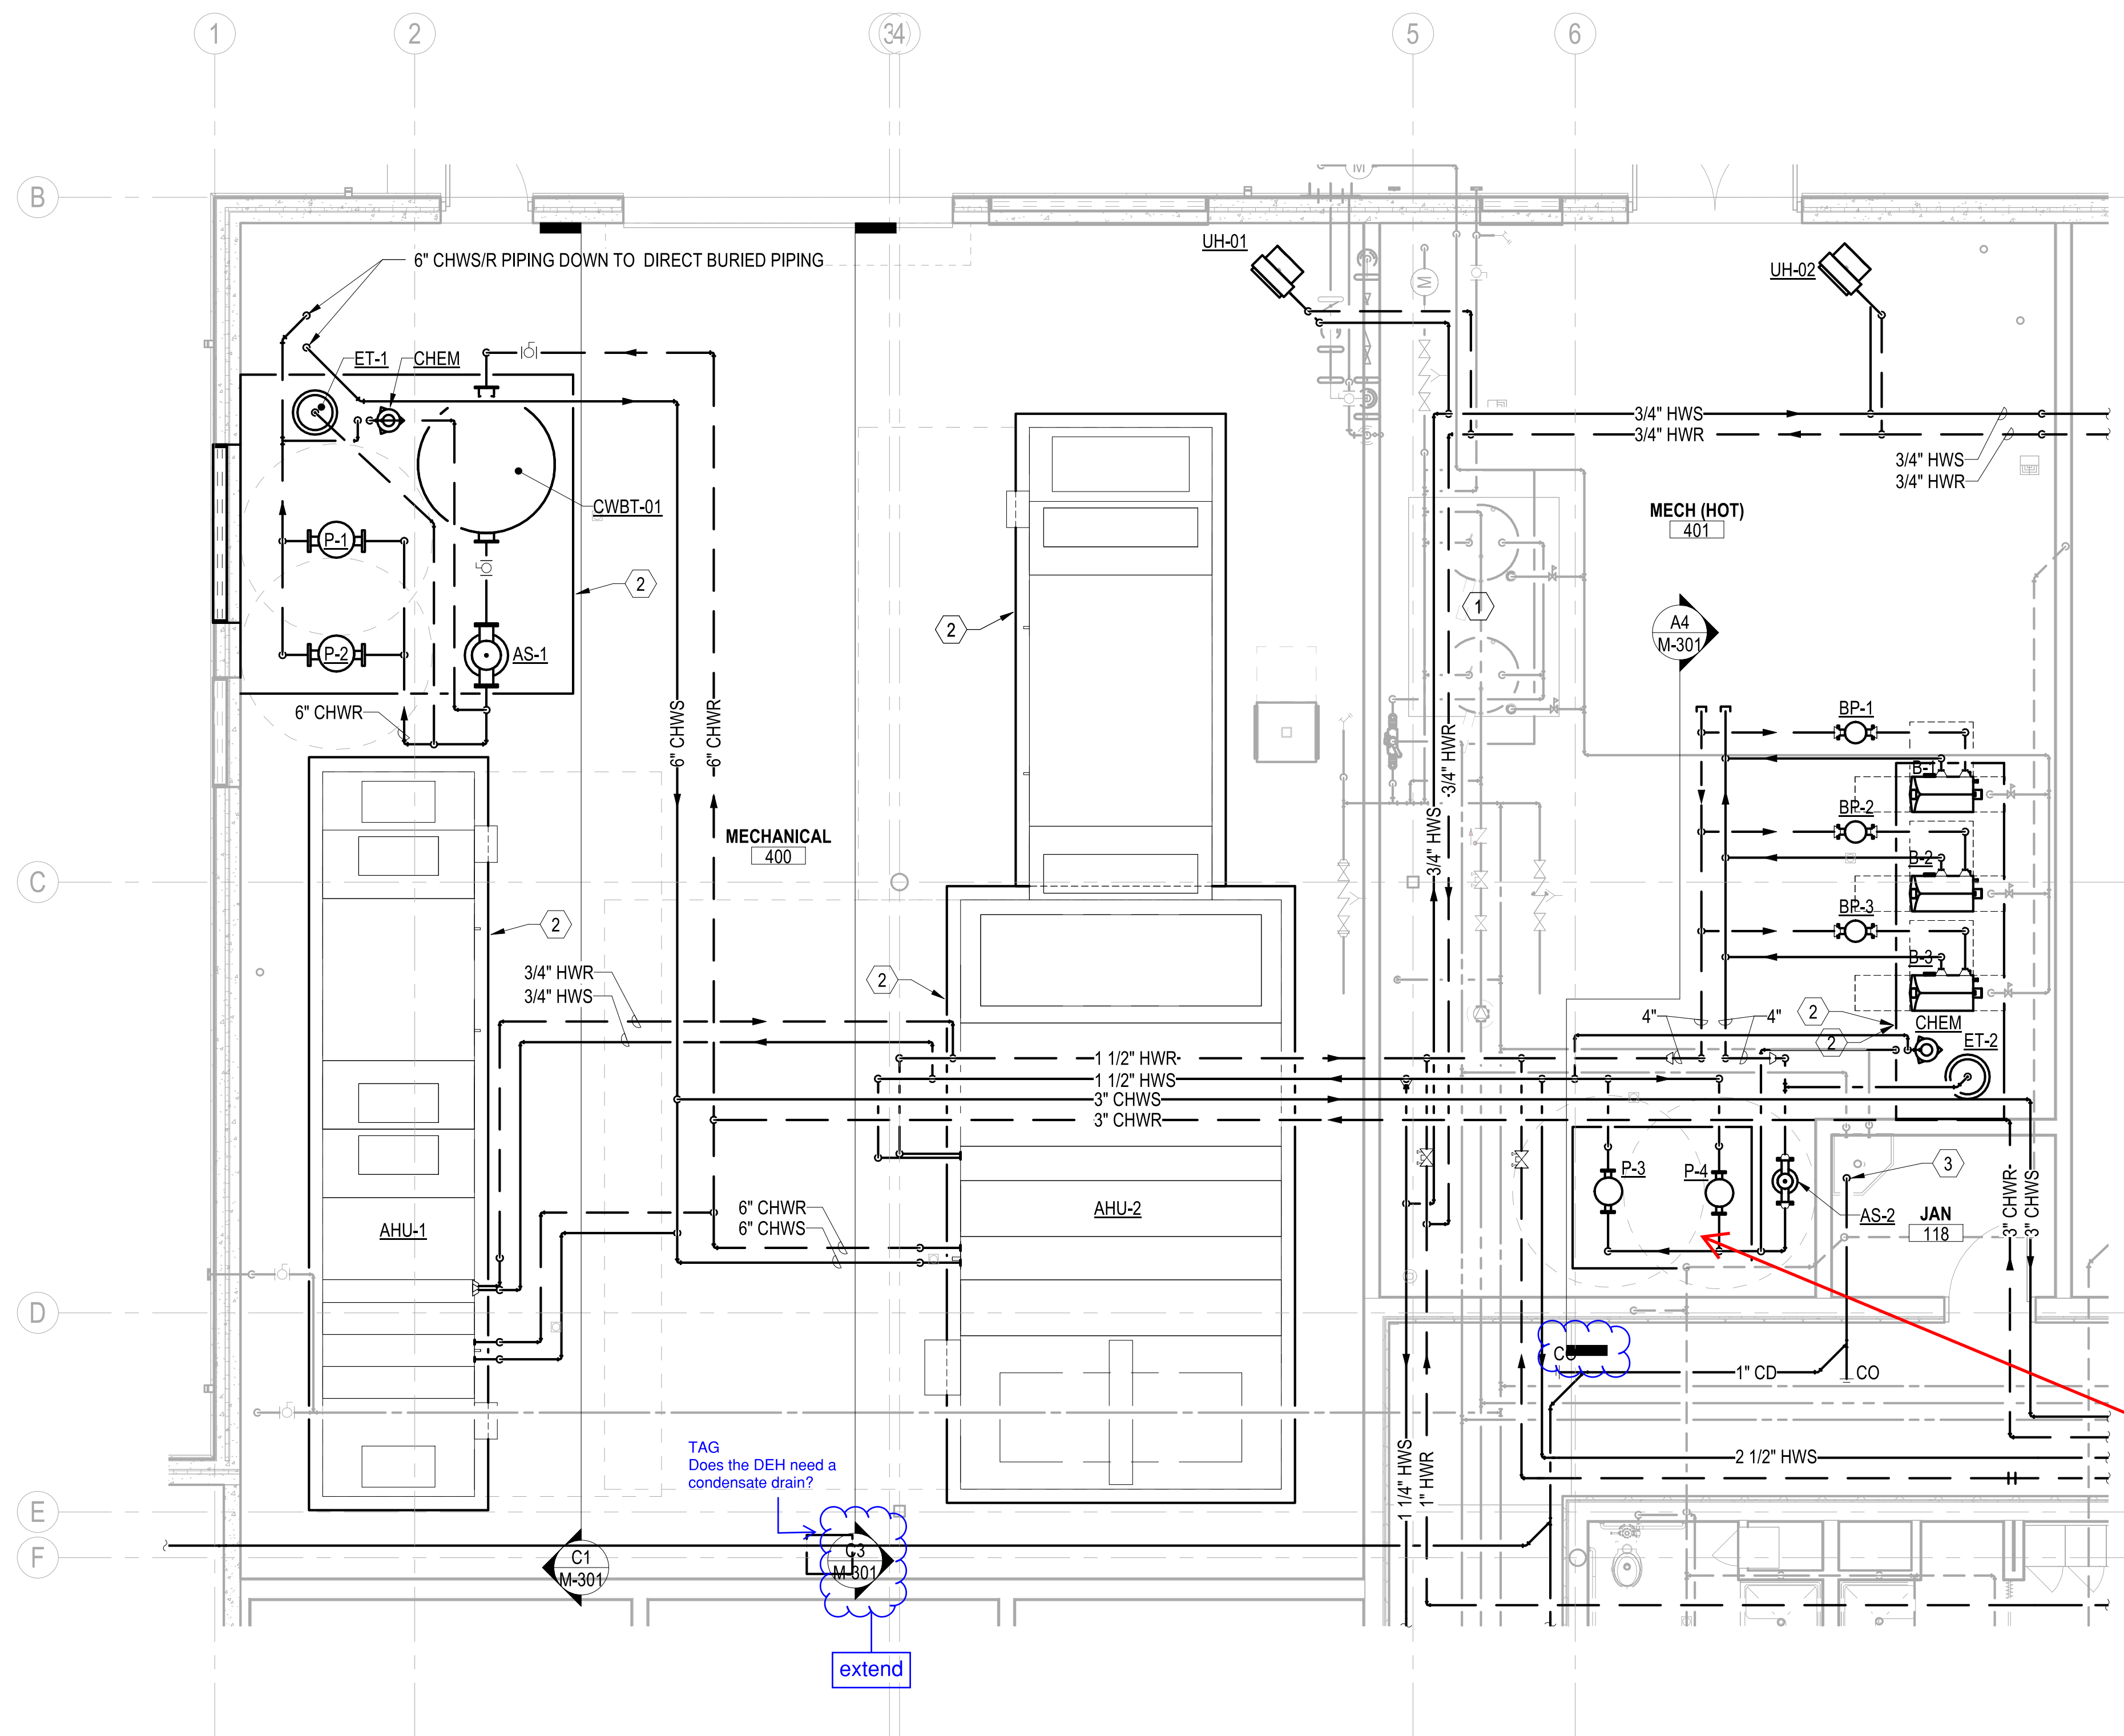 1
2
3
4
5
6
B
M
UH-01
UH-02
6" CHWS/R PIPING DOWN TO DIRECT BURIED PIPING
M
ET-1
CHEM
3/4" HWS
3/4" HWR
3/4" HWS
3/4" HWR
CWBT-01
MECH (HOT)
401
P-1
2
2
1
A4
M-301
P-2
AS-1
6" CHWR
6" CHWS
6" CHWR
3/4" HWR
3/4" HWS
BP-1
B-1
BP-2
B-2
BP-3
B-3
MECHANICAL
400
C
2
2
3/4" HWR
3/4" HWS
4"
4"
2
2
CHEM
ET-2
1 1/2" HWR
1 1/2" HWS
3" CHWS
3" CHWR
P-3
P-4
3
AS-2
JAN
118
3" CHWR
3" CHWS
6" CHWR
6" CHWS
AHU-1
AHU-2
D
CO
1" CD
CO
TAG
Does the DEH need a
condensate drain?
2 1/2" HWS
1 1/4" HWS
1" HWR
E
F
C1
M-301
C3
M-301
extend